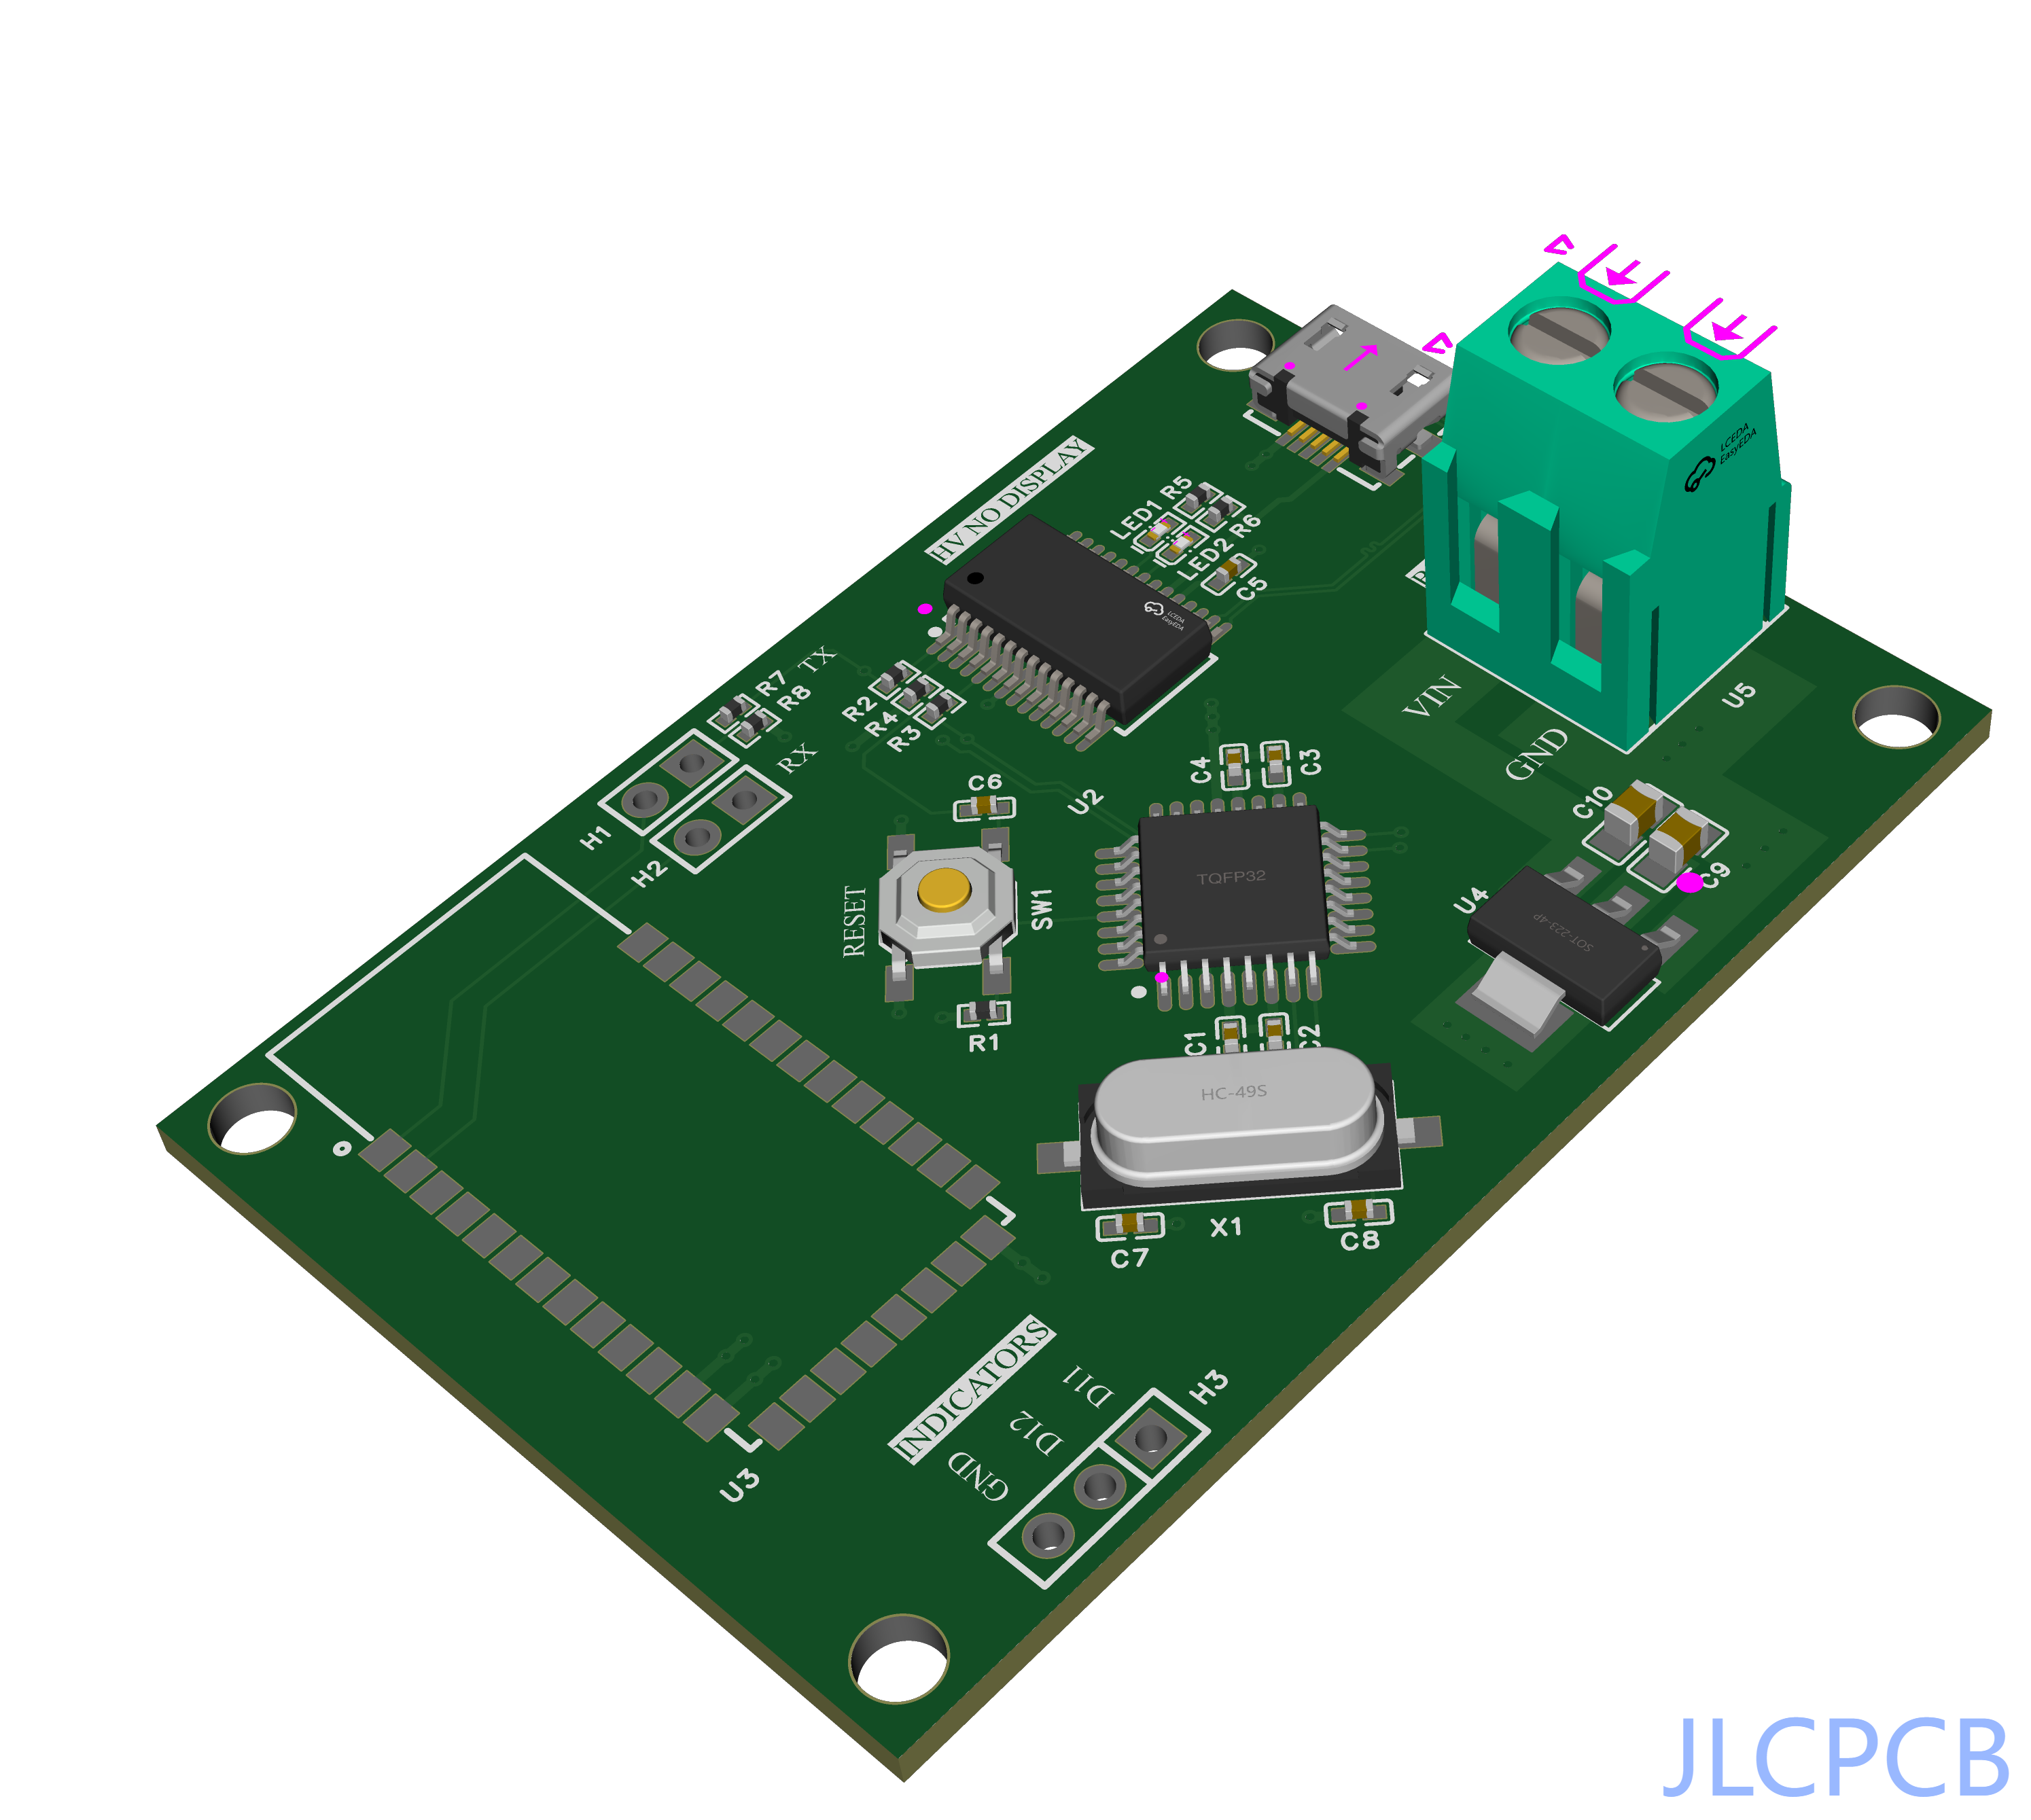 LCEDA
EasyEDA
HV NO DISPLAY
R5
LED1
R6
LED2
C5
LCEDA
EasyEDA
U5
VIN
GND
TX
R7
R8
R2
R4
R3
RX
C4
C3
C10
C9
U2
C6
H1
H2
TQFP32
U4
SOT-223-4P
RESET
SW1
R1
C1
C2
HC-49S
X1
C7
C8
INDICATORS
D11
D12
GND
H3
U3
JLCPCB